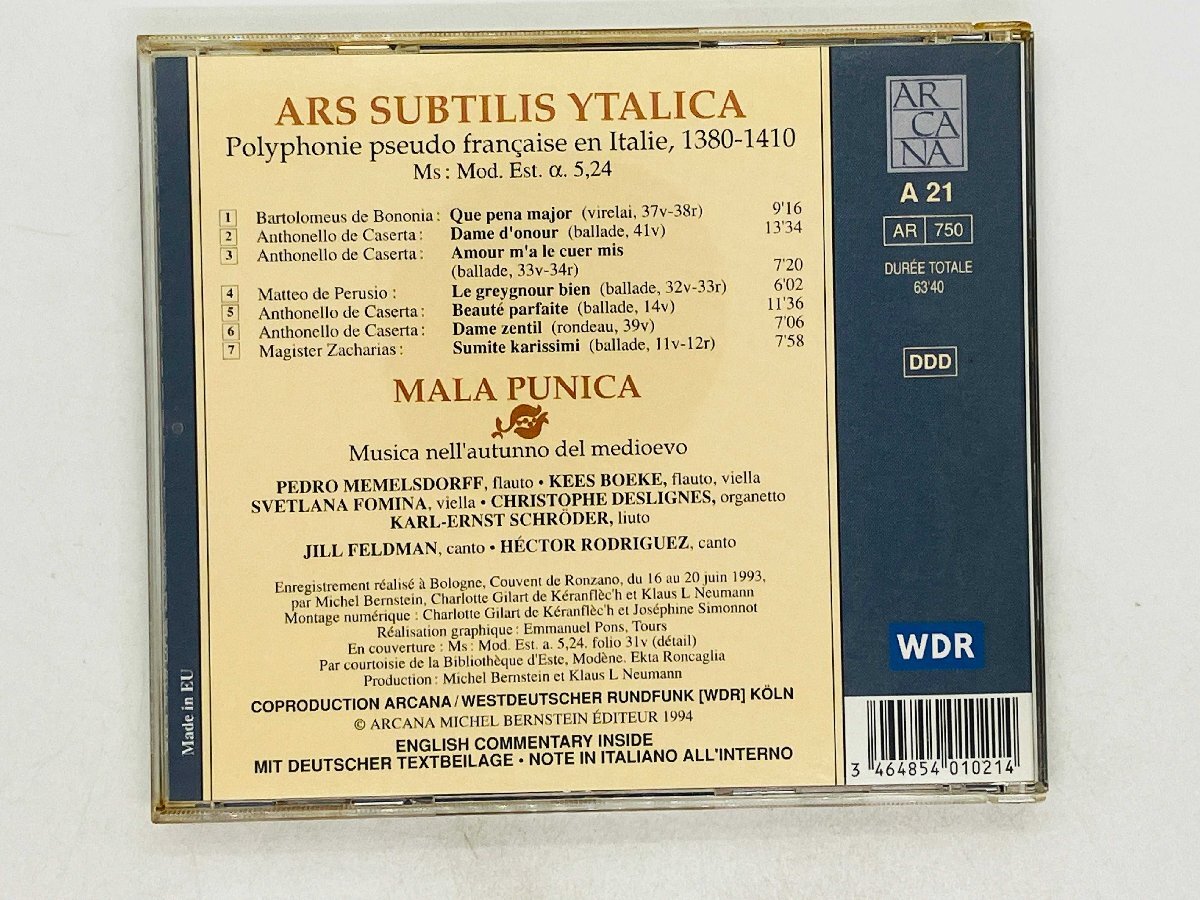 ARS SUBTILIS YTALICA
Polyphonie pseudo française en Italie, 1380-1410
Ms : Mod. Est. α. 5,24
1 Bartolomeus de Bononia : Que pena major (virelai, 37v-38r) 9'16
2 Anthonello de Caserta : Dame d'onour (ballade, 41v) 13'34
3 Anthonello de Caserta : Amour m'a le cuer mis
(ballade, 33v-34r) 7'20
4 Matteo de Perusio : Le greygnour bien (ballade, 32v-33r) 6'02
5 Anthonello de Caserta : Beauté parfaite (ballade, 14v) 11'36
6 Anthonello de Caserta : Dame zentil (rondeau, 39v) 7'06
7 Magister Zacharias : Sumite karissimi (ballade, 11v-12r) 7'58
MALA PUNICA
Musica nell'autunno del medioevo
PEDRO MEMELSDORFF, flauto • KEES BOEKE, flauto, viella
SVETLANA FOMINA, viella • CHRISTOPHE DESLIGNES, organetto
KARL-ERNST SCHRÖDER, liuto
JILL FELDMAN, canto • HÉCTOR RODRIGUEZ, canto
Enregistrement réalisé à Bologne, Couvent de Ronzano, du 16 au 20 juin 1993,
par Michel Bernstein, Charlotte Gilart de Kéranflèc'h et Klaus L Neumann
Montage numérique : Charlotte Gilart de Kéranflèc'h et Joséphine Simonnot
Réalisation graphique : Emmanuel Pons, Tours
En couverture : Ms : Mod. Est. a. 5,24. folio 31v (détail)
Par courtoisie de la Bibliothèque d'Este, Modène. Ekta Roncaglia
Production : Michel Bernstein et Klaus L Neumann
COPRODUCTION ARCANA / WESTDEUTSCHER RUNDFUNK [WDR] KÖLN
© ARCANA MICHEL BERNSTEIN ÉDITEUR 1994
ENGLISH COMMENTARY INSIDE
MIT DEUTSCHER TEXTBEILAGE • NOTE IN ITALIANO ALL'INTERNO
Made in EU
AR
CA
NA
A 21
AR 750
DURÉE TOTALE
63'40
DDD
WDR
3 464854 010214